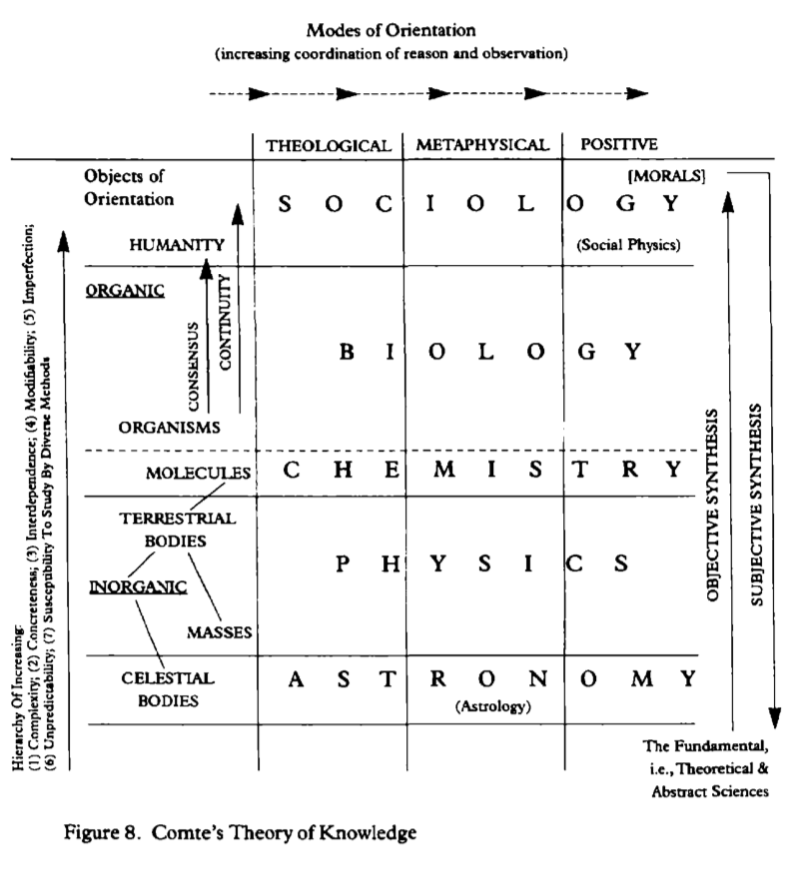 Modes of Orientation
(increasing coordination of reason and observation)
THEOLOGICAL
METAPHYSICAL
POSITIVE
Objects of
Orientation
[MORALS]
S O C I O L O G Y
HUMANITY
(Social Physics)
ORGANIC
CONSENSUS
CONTINUITY
B I O L O G Y
ORGANISMS
MOLECULES
C H E M I S T R Y
TERRESTRIAL
BODIES
P H Y S I C S
INORGANIC
MASSES
CELESTIAL
BODIES
A S T R O N O M Y
(Astrology)
OBJECTIVE SYNTHESIS
SUBJECTIVE SYNTHESIS
Hierarchy Of Increasing:
(1) Complexity; (2) Concreteness; (3) Interdependence; (4) Modifiability; (5) Imperfection;
(6) Unpredictability; (7) Susceptibility To Study By Diverse Methods
The Fundamental,
i.e., Theoretical &
Abstract Sciences
Figure 8. Comte's Theory of Knowledge